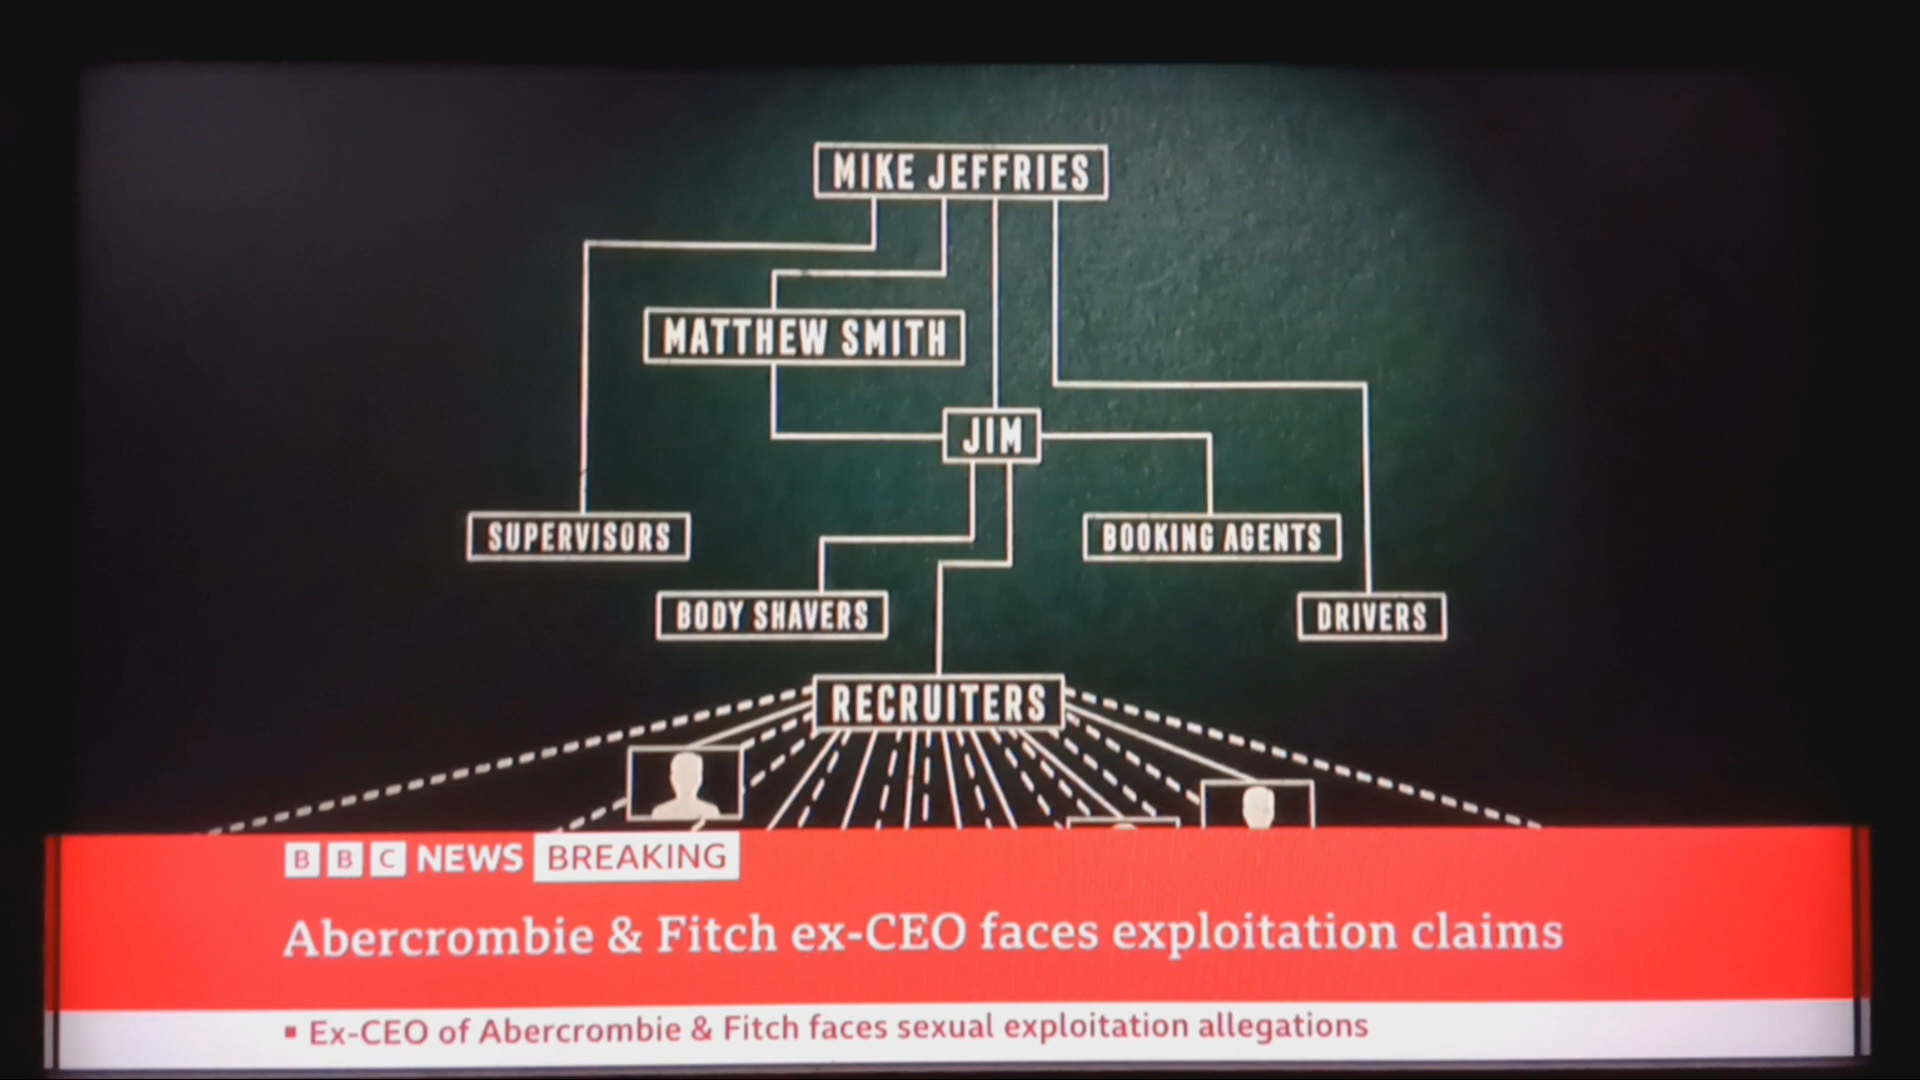 MIKE JEFFRIES
MATTHEW SMITH
JIM
SUPERVISORS
BOOKING AGENTS
BODY SHAVERS
DRIVERS
RECRUITERS
BBC NEWS BREAKING
Abercrombie & Fitch ex-CEO faces exploitation claims
▪ Ex-CEO of Abercrombie & Fitch faces sexual exploitation allegations